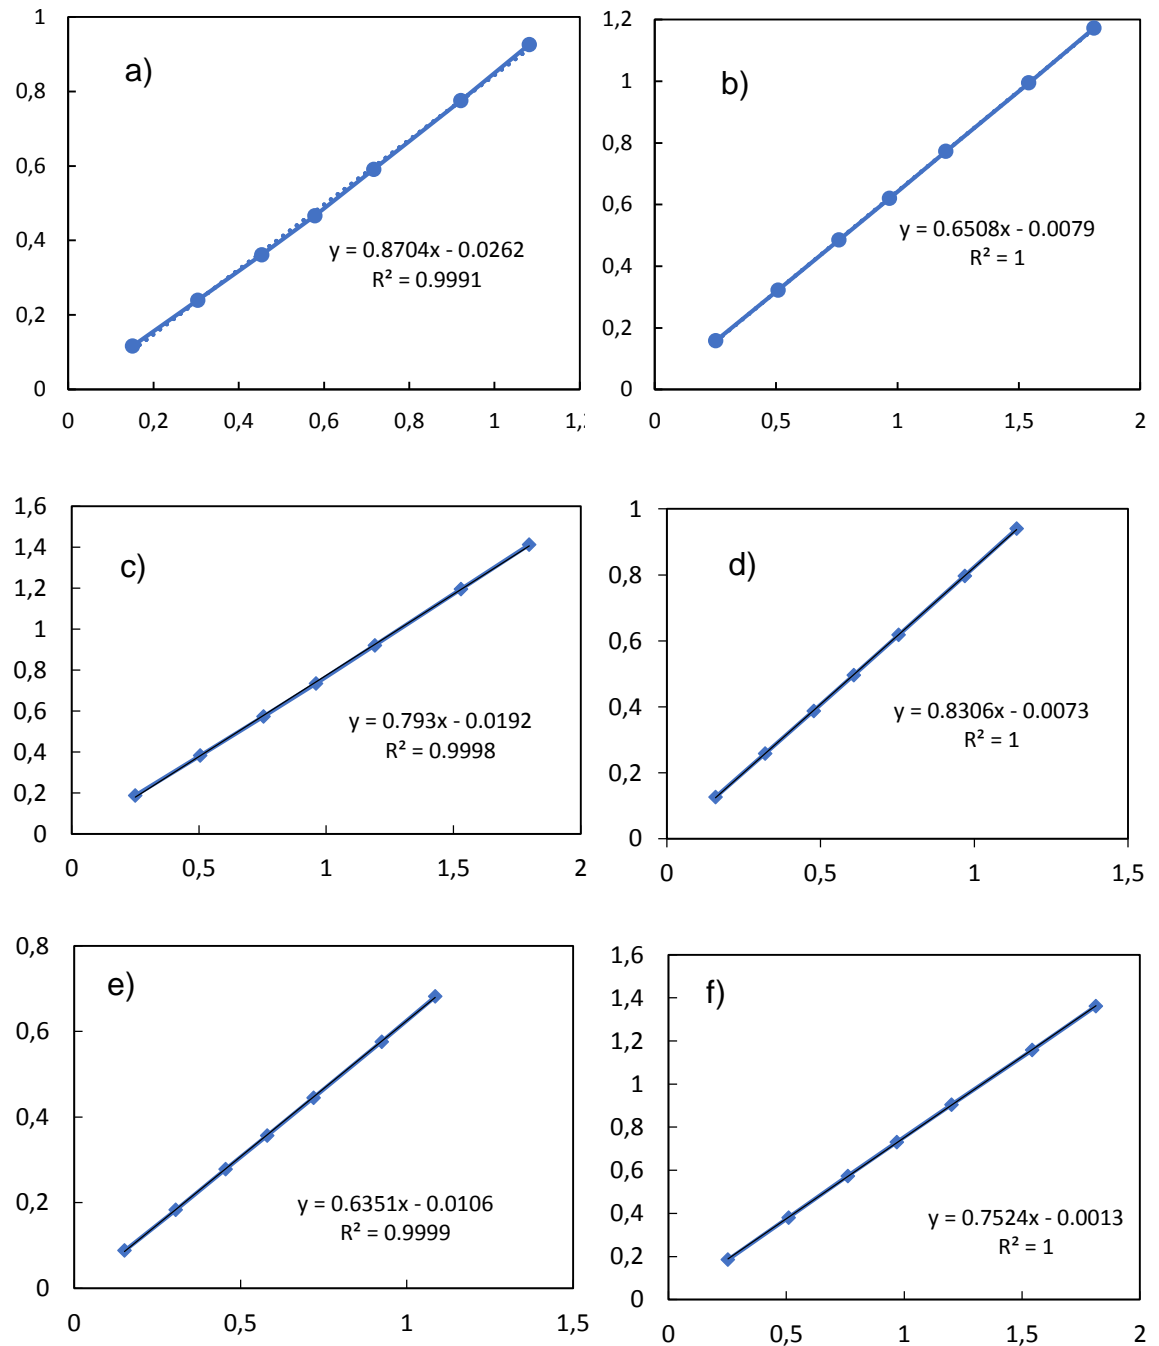 a)
1
0,8
0,6
0,4
0,2
0
y = 0.8704x - 0.0262
R² = 0.9991
0 0,2 0,4 0,6 0,8 1
b)
1,2
1
0,8
0,6
0,4
0,2
0
y = 0.6508x - 0.0079
R² = 1
0 0,5 1 1,5 2
c)
1,6
1,4
1,2
1
0,8
0,6
0,4
0,2
0
y = 0.793x - 0.0192
R² = 0.9998
0 0,5 1 1,5 2
d)
1
0,8
0,6
0,4
0,2
0
y = 0.8306x - 0.0073
R² = 1
0 0,5 1 1,5
e)
0,8
0,6
0,4
0,2
0
y = 0.6351x - 0.0106
R² = 0.9999
0 0,5 1 1,5
f)
1,6
1,4
1,2
1
0,8
0,6
0,4
0,2
0
y = 0.7524x - 0.0013
R² = 1
0 0,5 1 1,5 2